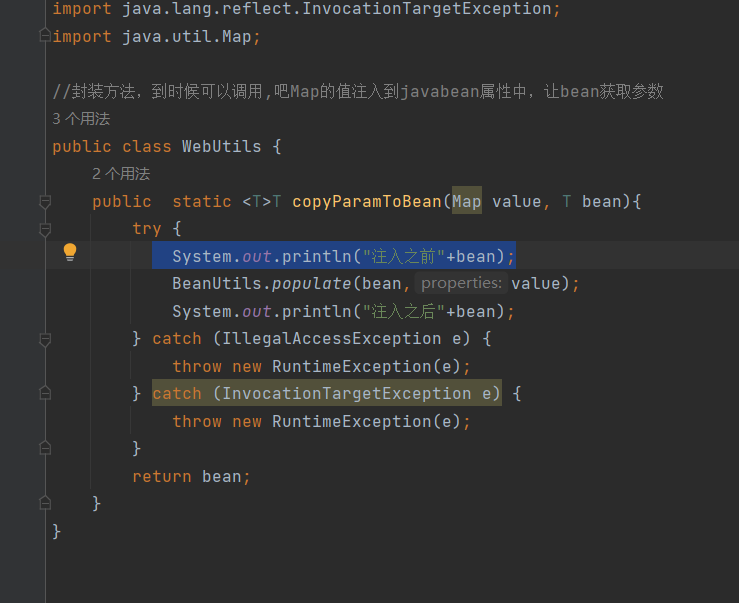 import java.lang.reflect.InvocationTargetException;
import java.util.Map;
//封装方法，到时候可以调用,吧Map的值注入到javabean属性中，让bean获取参数
3 个用法
public class WebUtils {
2 个用法
public  static <T>T copyParamToBean(Map value, T bean){
try {
System.out.println("注入之前"+bean);
BeanUtils.populate(bean, properties: value);
System.out.println("注入之后"+bean);
} catch (IllegalAccessException e) {
throw new RuntimeException(e);
} catch (InvocationTargetException e) {
throw new RuntimeException(e);
}
return bean;
}
}